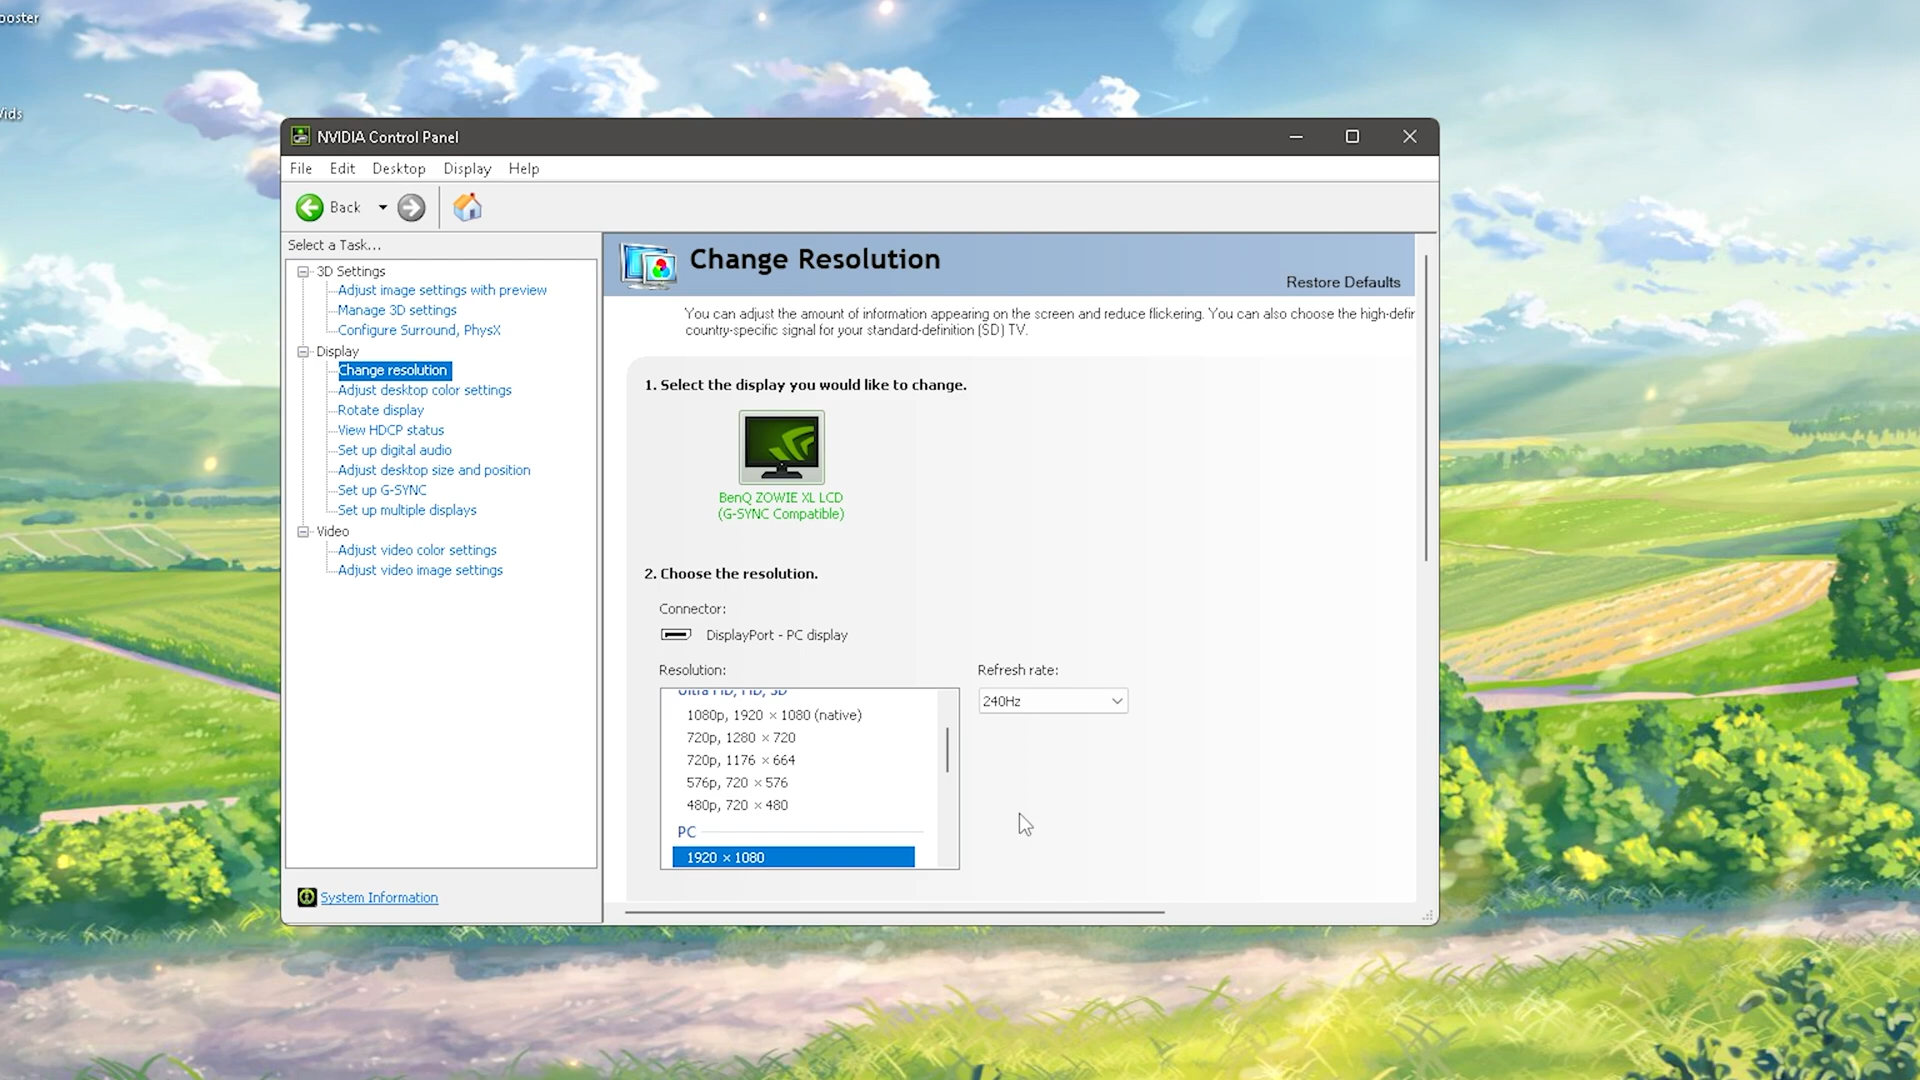 ooster
Vids
NVIDIA Control Panel
File Edit Desktop Display Help
Back
Select a Task...
3D Settings
Adjust image settings with preview
Manage 3D settings
Configure Surround, PhysX
Display
Change resolution
Adjust desktop color settings
Rotate display
View HDCP status
Set up digital audio
Adjust desktop size and position
Set up G-SYNC
Set up multiple displays
Video
Adjust video color settings
Adjust video image settings
System Information
Change Resolution
Restore Defaults
You can adjust the amount of information appearing on the screen and reduce flickering. You can also choose the high-defir
country-specific signal for your standard-definition (SD) TV.
1. Select the display you would like to change.
BenQ ZOWIE XL LCD
(G-SYNC Compatible)
2. Choose the resolution.
Connector:
DisplayPort - PC display
Resolution:
Refresh rate:
Ultra HD, HD, SD
240Hz
1080p, 1920 × 1080 (native)
720p, 1280 × 720
720p, 1176 × 664
576p, 720 × 576
480p, 720 × 480
PC
1920 × 1080